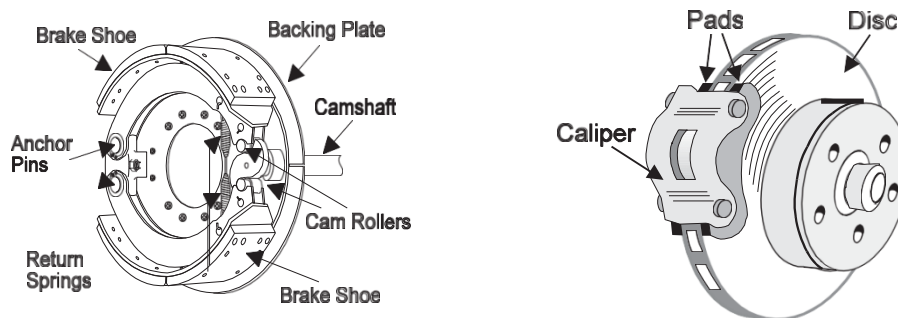 Brake Shoe
Backing Plate
Camshaft
Anchor
Pins
Cam Rollers
Return
Springs
Brake Shoe
Pads
Disc
Caliper